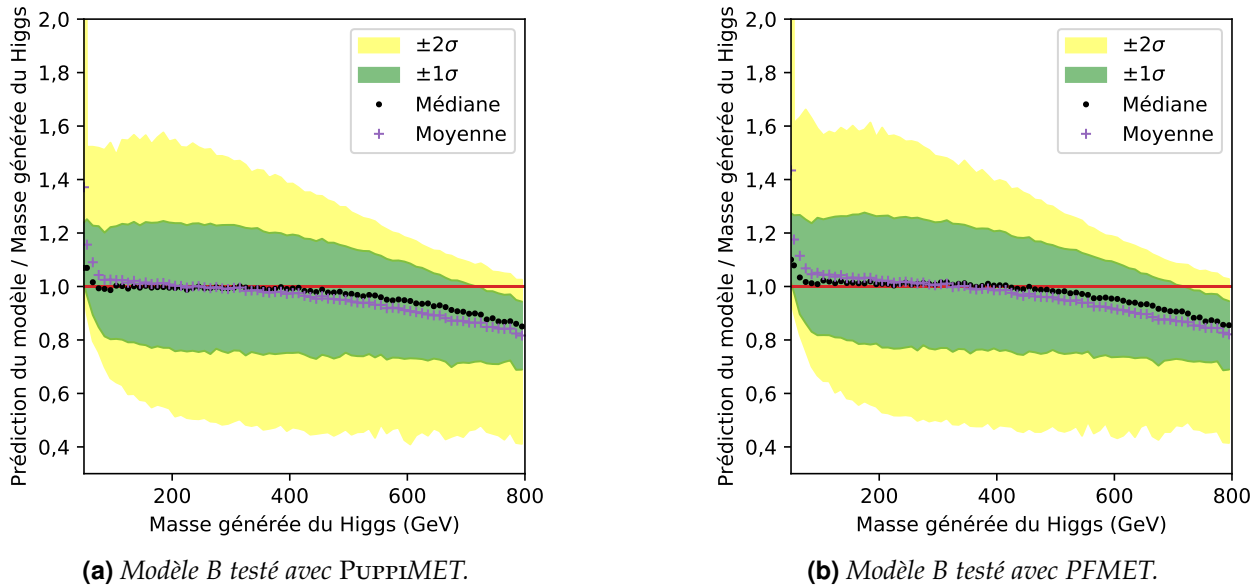 Prédiction du modèle / Masse générée du Higgs
2,0
1,8
1,6
1,4
1,2
1,0
0,8
0,6
0,4
±2σ
±1σ
Médiane
Moyenne
200 400 600 800
Masse générée du Higgs (GeV)
(a) Modèle B testé avec PUPPIMET.
Prédiction du modèle / Masse générée du Higgs
2,0
1,8
1,6
1,4
1,2
1,0
0,8
0,6
0,4
±2σ
±1σ
Médiane
Moyenne
200 400 600 800
Masse générée du Higgs (GeV)
(b) Modèle B testé avec PFMET.